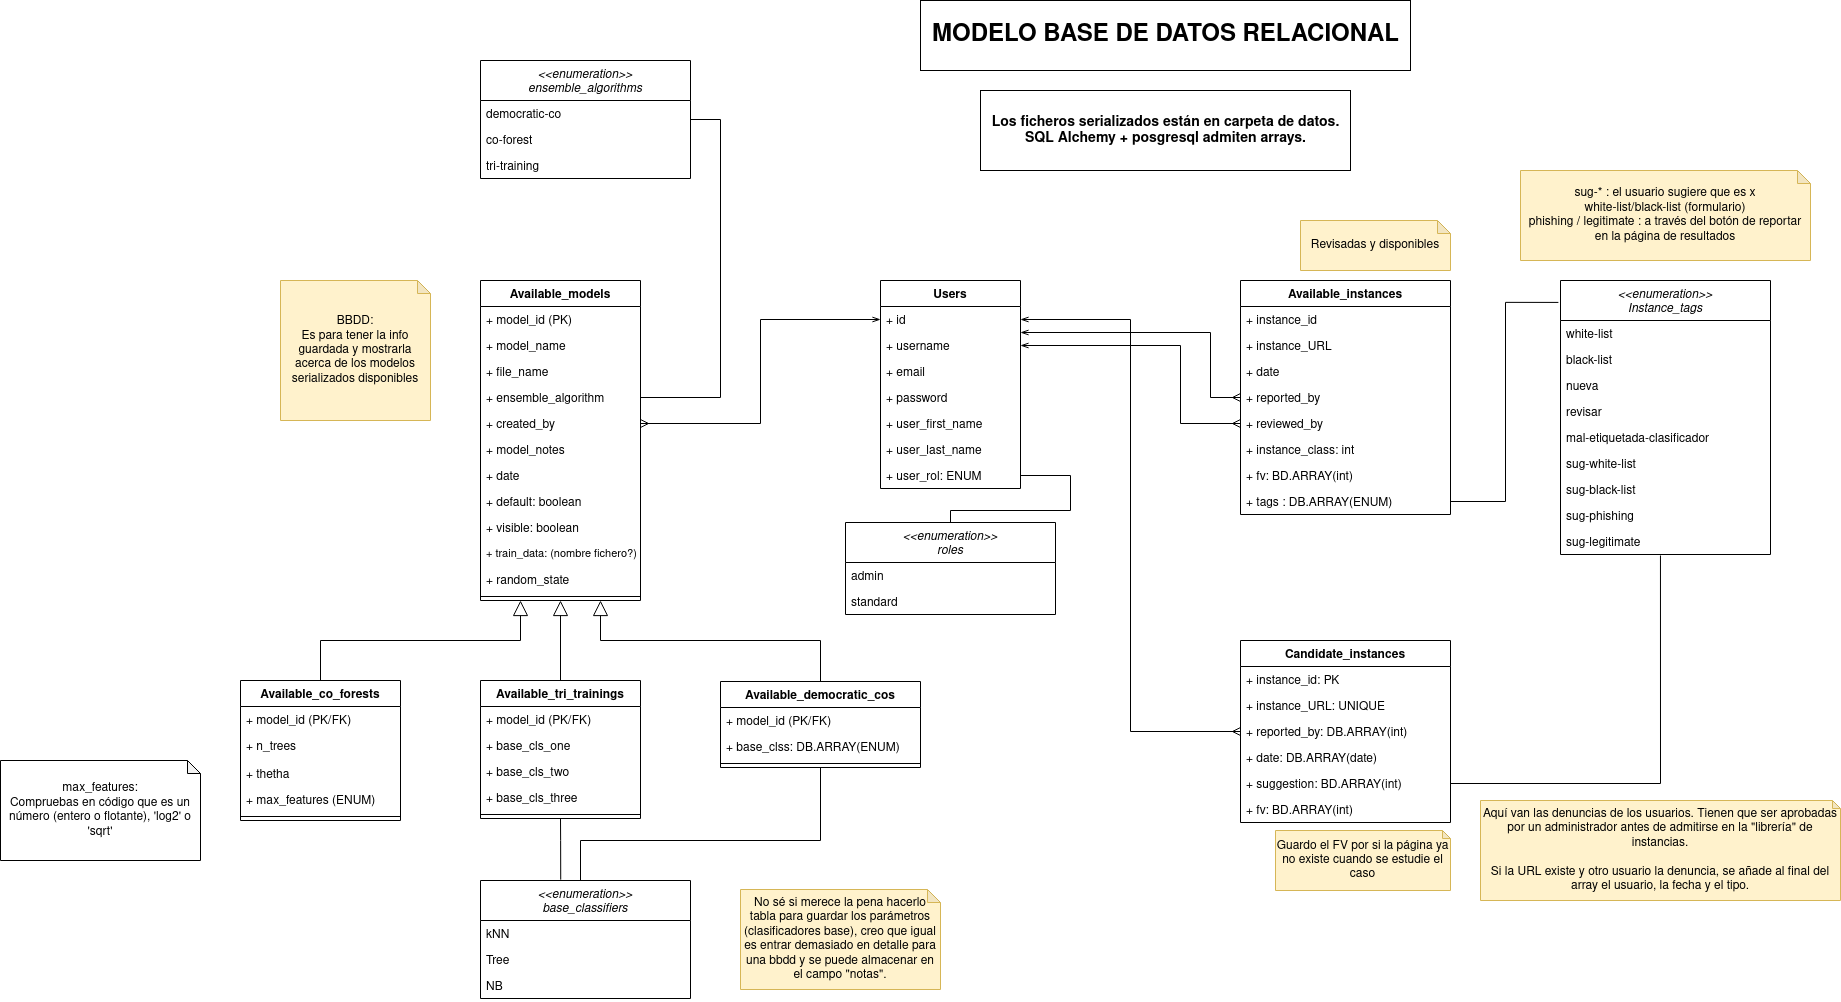 MODELO BASE DE DATOS RELACIONAL
Los ficheros serializados están en carpeta de datos.
SQL Alchemy + posgresql admiten arrays.
<<enumeration>>
ensemble_algorithms
democratic-co
co-forest
tri-training
sug-* : el usuario sugiere que es x
white-list/black-list (formulario)
phishing / legitimate : a través del botón de reportar
en la página de resultados
Revisadas y disponibles
BBDD:
Es para tener la info
guardada y mostrarla
acerca de los modelos
serializados disponibles
Available_models
+ model_id (PK)
+ model_name
+ file_name
+ ensemble_algorithm
+ created_by
+ model_notes
+ date
+ default: boolean
+ visible: boolean
+ train_data: (nombre fichero?)
+ random_state
Users
+ id
+ username
+ email
+ password
+ user_first_name
+ user_last_name
+ user_rol: ENUM
<<enumeration>>
roles
admin
standard
Available_instances
+ instance_id
+ instance_URL
+ date
+ reported_by
+ reviewed_by
+ instance_class: int
+ fv: BD.ARRAY(int)
+ tags : DB.ARRAY(ENUM)
<<enumeration>>
Instance_tags
white-list
black-list
nueva
revisar
mal-etiquetada-clasificador
sug-white-list
sug-black-list
sug-phishing
sug-legitimate
Available_co_forests
+ model_id (PK/FK)
+ n_trees
+ thetha
+ max_features (ENUM)
Available_tri_trainings
+ model_id (PK/FK)
+ base_cls_one
+ base_cls_two
+ base_cls_three
Available_democratic_cos
+ model_id (PK/FK)
+ base_clss: DB.ARRAY(ENUM)
Candidate_instances
+ instance_id: PK
+ instance_URL: UNIQUE
+ reported_by: DB.ARRAY(int)
+ date: DB.ARRAY(date)
+ suggestion: BD.ARRAY(int)
+ fv: BD.ARRAY(int)
max_features:
Compruebas en código que es un
número (entero o flotante), 'log2' o
'sqrt'
Guardo el FV por si la página ya
no existe cuando se estudie el
caso
Aquí van las denuncias de los usuarios. Tienen que ser aprobadas
por un administrador antes de admitirse en la "librería" de
instancias.
Si la URL existe y otro usuario la denuncia, se añade al final del
array el usuario, la fecha y el tipo.
<<enumeration>>
base_classifiers
kNN
Tree
NB
No sé si merece la pena hacerlo
tabla para guardar los parámetros
(clasificadores base), creo que igual
es entrar demasiado en detalle para
una bbdd y se puede almacenar en
el campo "notas".